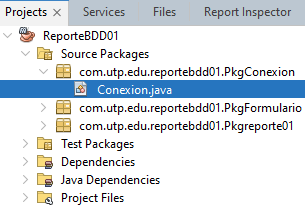 Projects Services Files Report Inspector
ReporteBDD01
Source Packages
com.utp.edu.reportebdd01.PkgConexion
Conexion.java
com.utp.edu.reportebdd01.PkgFormulario
com.utp.edu.reportebdd01.Pkgreporte01
Test Packages
Dependencies
Java Dependencies
Project Files